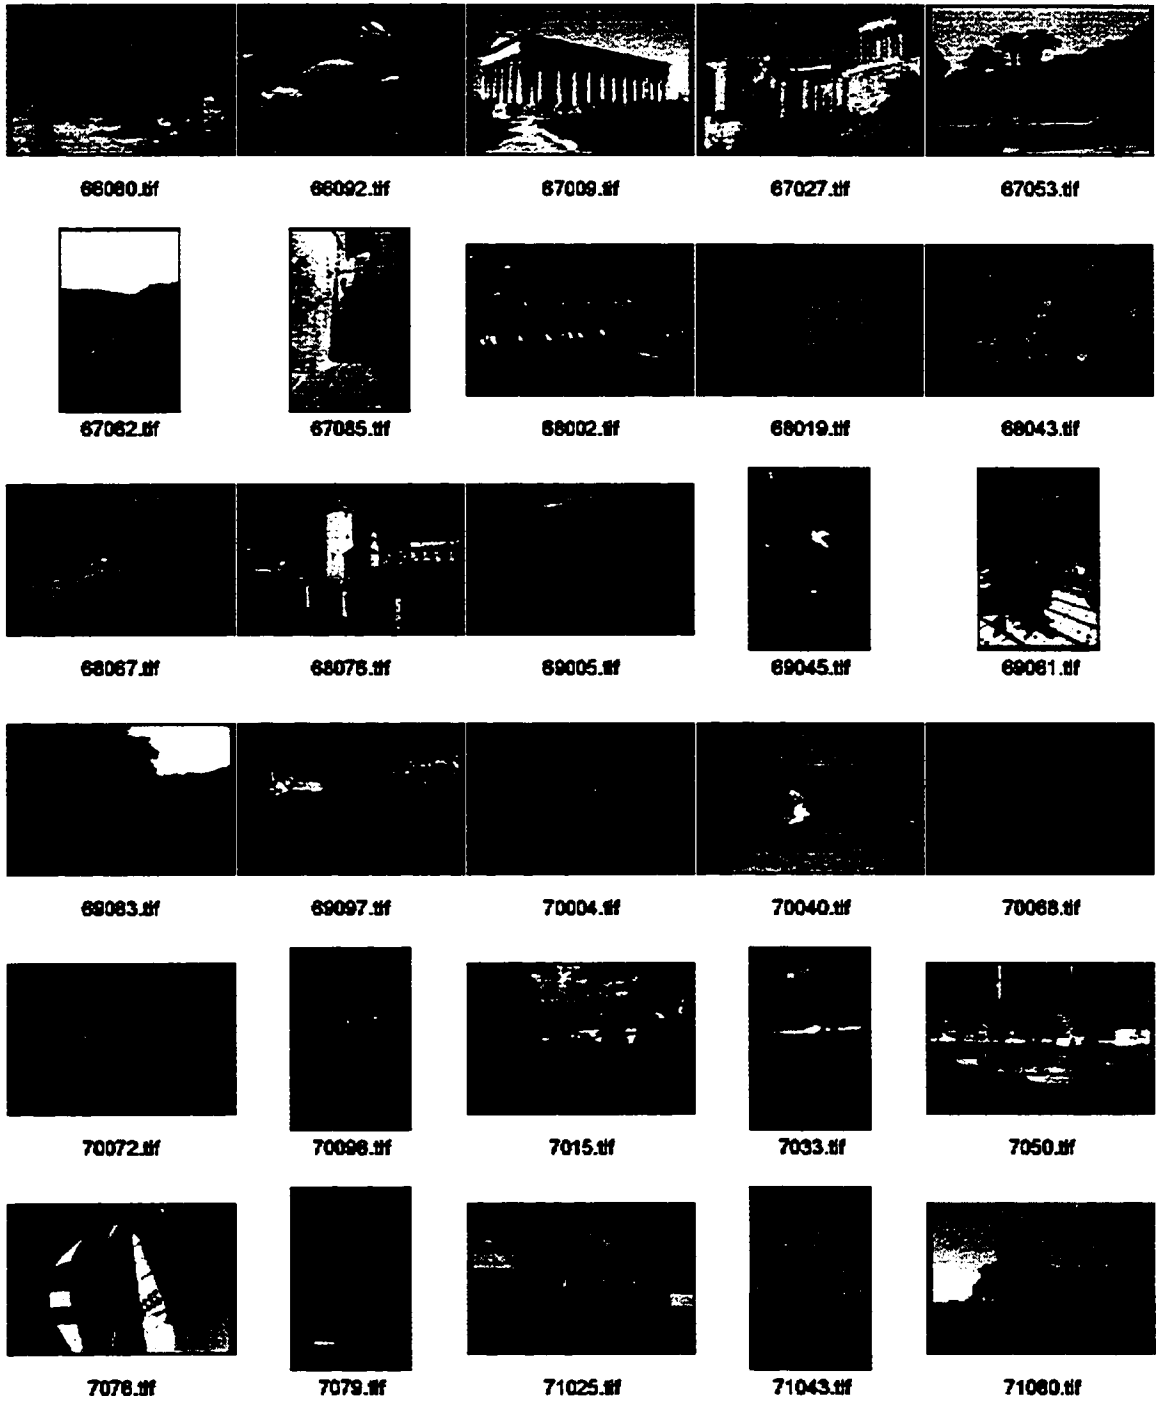 66080.tif 66092.tif 67009.tif 67027.tif 67053.tif
67062.tif 67085.tif 68002.tif 68019.tif 68043.tif
68067.tif 68076.tif 69005.tif 69045.tif 69061.tif
69083.tif 69097.tif 70004.tif 70040.tif 70068.tif
70072.tif 70096.tif 7015.tif 7033.tif 7050.tif
7076.tif 7079.tif 71025.tif 71043.tif 71060.tif